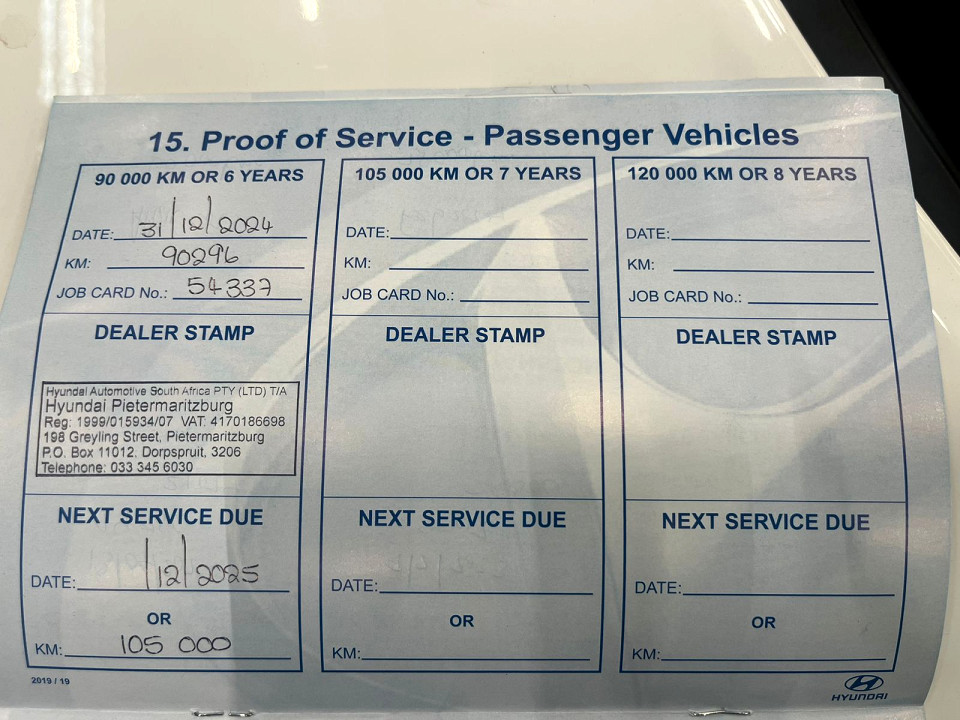 15. Proof of Service - Passenger Vehicles
90 000 KM OR 6 YEARS
DATE: 31/12/2024
KM: 90296
JOB CARD No.: 54337
DEALER STAMP
Hyundai Automotive South Africa PTY (LTD) T/A
Hyundai Pietermaritzburg
Reg: 1999/015934/07 VAT: 4170186698
198 Greyling Street, Pietermaritzburg
P.O. Box 11012. Dorpspruit, 3206
Telephone: 033 345 6030
NEXT SERVICE DUE
DATE: /12/2025
OR
KM: 105 000
105 000 KM OR 7 YEARS
DATE:
KM:
JOB CARD No.:
DEALER STAMP
NEXT SERVICE DUE
DATE:
OR
KM:
120 000 KM OR 8 YEARS
DATE:
KM:
JOB CARD No.:
DEALER STAMP
NEXT SERVICE DUE
DATE:
OR
KM:
2019 / 19
HYUNDAI